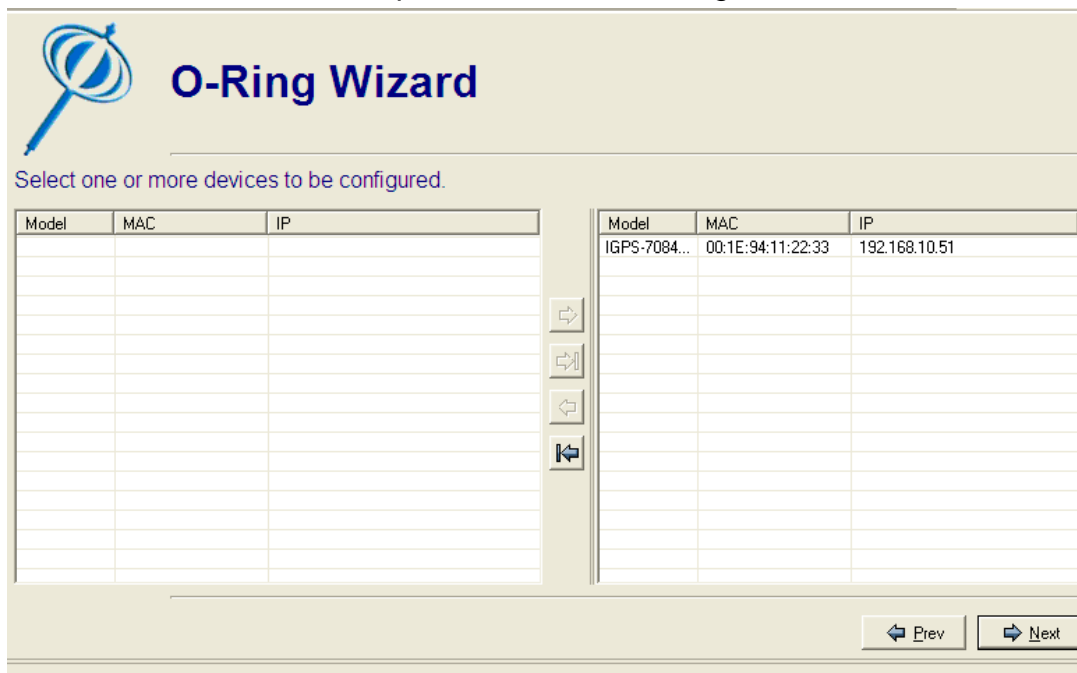 O-Ring Wizard
Select one or more devices to be configured.
Model MAC IP
Model MAC IP
IGPS-7084... 00:1E:94:11:22:33 192.168.10.51
Prev Next